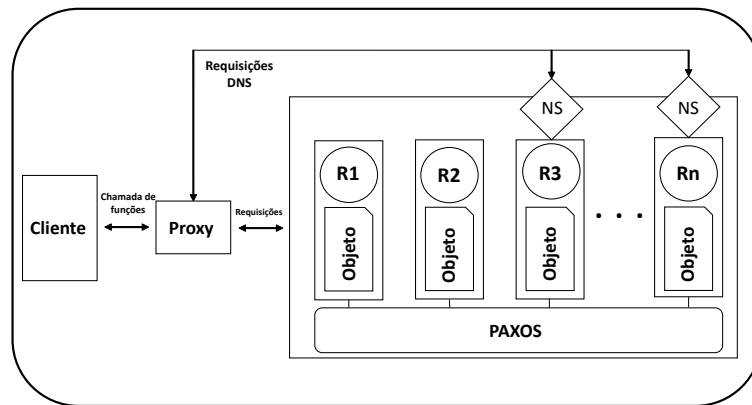 Requisições
DNS
NS
NS
R1
R2
R3
Rn
Cliente
Chamada de
funções
Proxy
Requisições
Objeto
Objeto
Objeto
. . .
Objeto
PAXOS